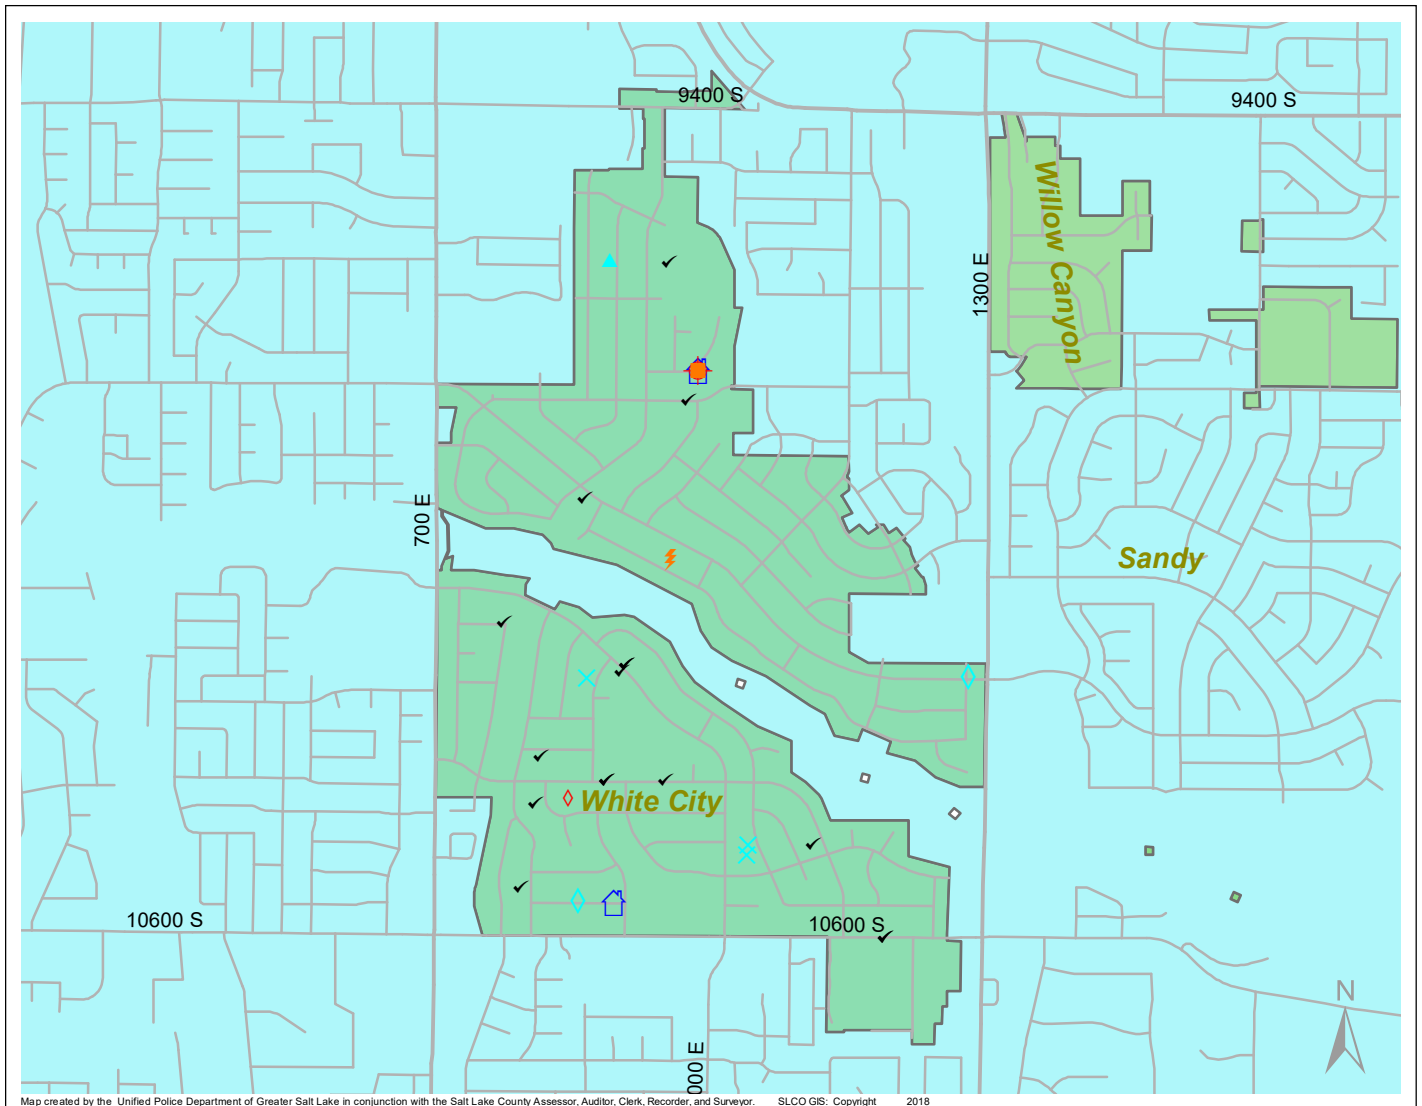 9400 S
9400 S
Willow Canyon
1300 E
700 E
Sandy
White City
10600 S
10600 S
N
000 E
Map created by the Unified Police Department of Greater Salt Lake in conjunction with the Salt Lake County Assessor, Auditor, Clerk, Recorder, and Surveyor. SLCO GIS: Copyright 2018